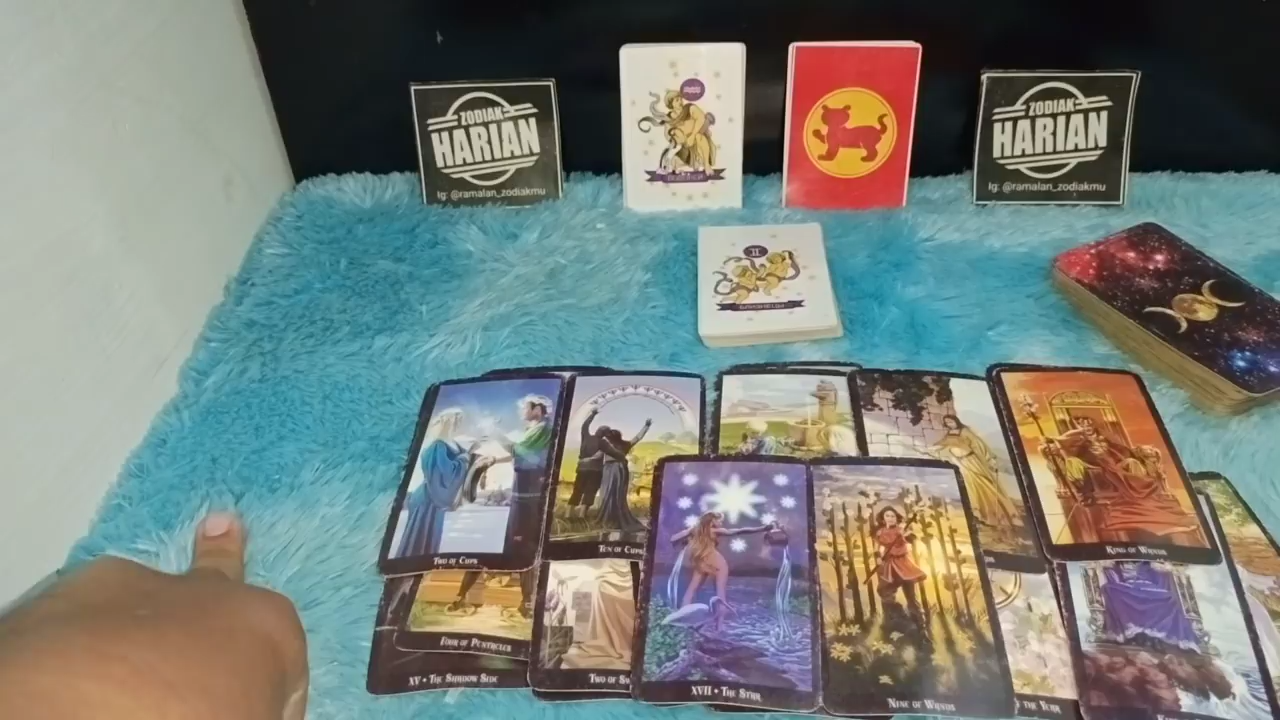 ZODIAK
HARIAN
Ig: @ramalan_zodiakmu
ZODIAK
HARIAN
Ig: @ramalan_zodiakmu
II
TWO OF CUPS
TEN OF CUPS
KING OF WANDS
FOUR OF PENTACLES
XV • THE SHADOW SIDE
TWO OF
XVII • THE STAR
NINE OF WANDS